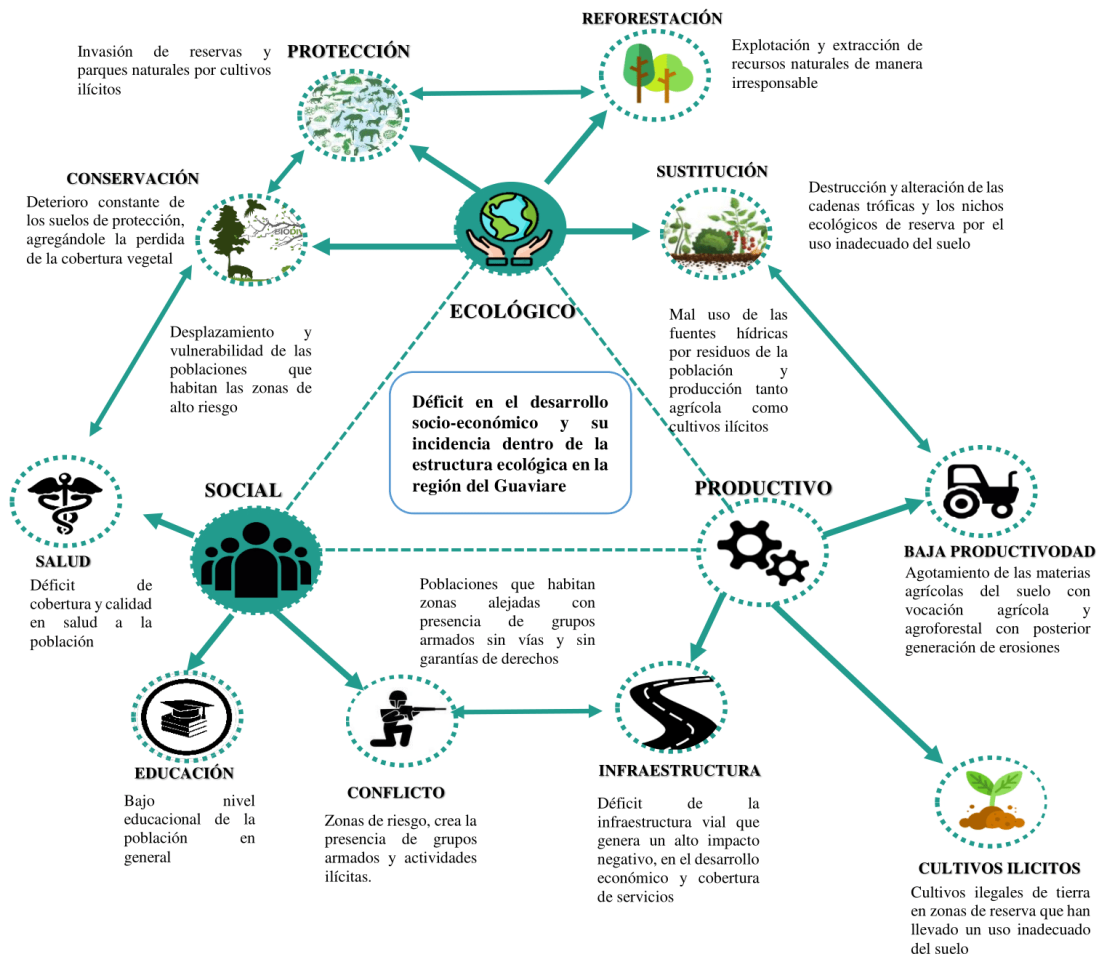 REFORESTACIÓN
Explotación y extracción de
recursos naturales de manera
irresponsable
PROTECCIÓN
Invasión de reservas y
parques naturales por cultivos
ilícitos
CONSERVACIÓN
Deterioro constante de
los suelos de protección,
agregándole la perdida
de la cobertura vegetal
SUSTITUCIÓN
Destrucción y alteración de las
cadenas tróficas y los nichos
ecológicos de reserva por el
uso inadecuado del suelo
ECOLÓGICO
Desplazamiento y
vulnerabilidad de las
poblaciones que
habitan las zonas de
alto riesgo
Mal uso de las
fuentes hídricas
por residuos de la
población y
producción tanto
agrícola como
cultivos ilícitos
Déficit en el desarrollo
socio-económico y su
incidencia dentro de la
estructura ecológica en la
región del Guaviare
SOCIAL
PRODUCTIVO
SALUD
Déficit de
cobertura y calidad
en salud a la
población
BAJA PRODUCTIVODAD
Agotamiento de las materias
agrícolas del suelo con
vocación agrícola y
agroforestal con posterior
generación de erosiones
Poblaciones que habitan
zonas alejadas con
presencia de grupos
armados sin vías y sin
garantías de derechos
EDUCACIÓN
Bajo nivel
educacional de la
población en
general
CONFLICTO
Zonas de riesgo, crea la
presencia de grupos
armados y actividades
ilícitas.
INFRAESTRUCTURA
Déficit de la
infraestructura vial que
genera un alto impacto
negativo, en el desarrollo
económico y cobertura
de servicios
CULTIVOS ILICITOS
Cultivos ilegales de tierra
en zonas de reserva que han
llevado un uso inadecuado
del suelo